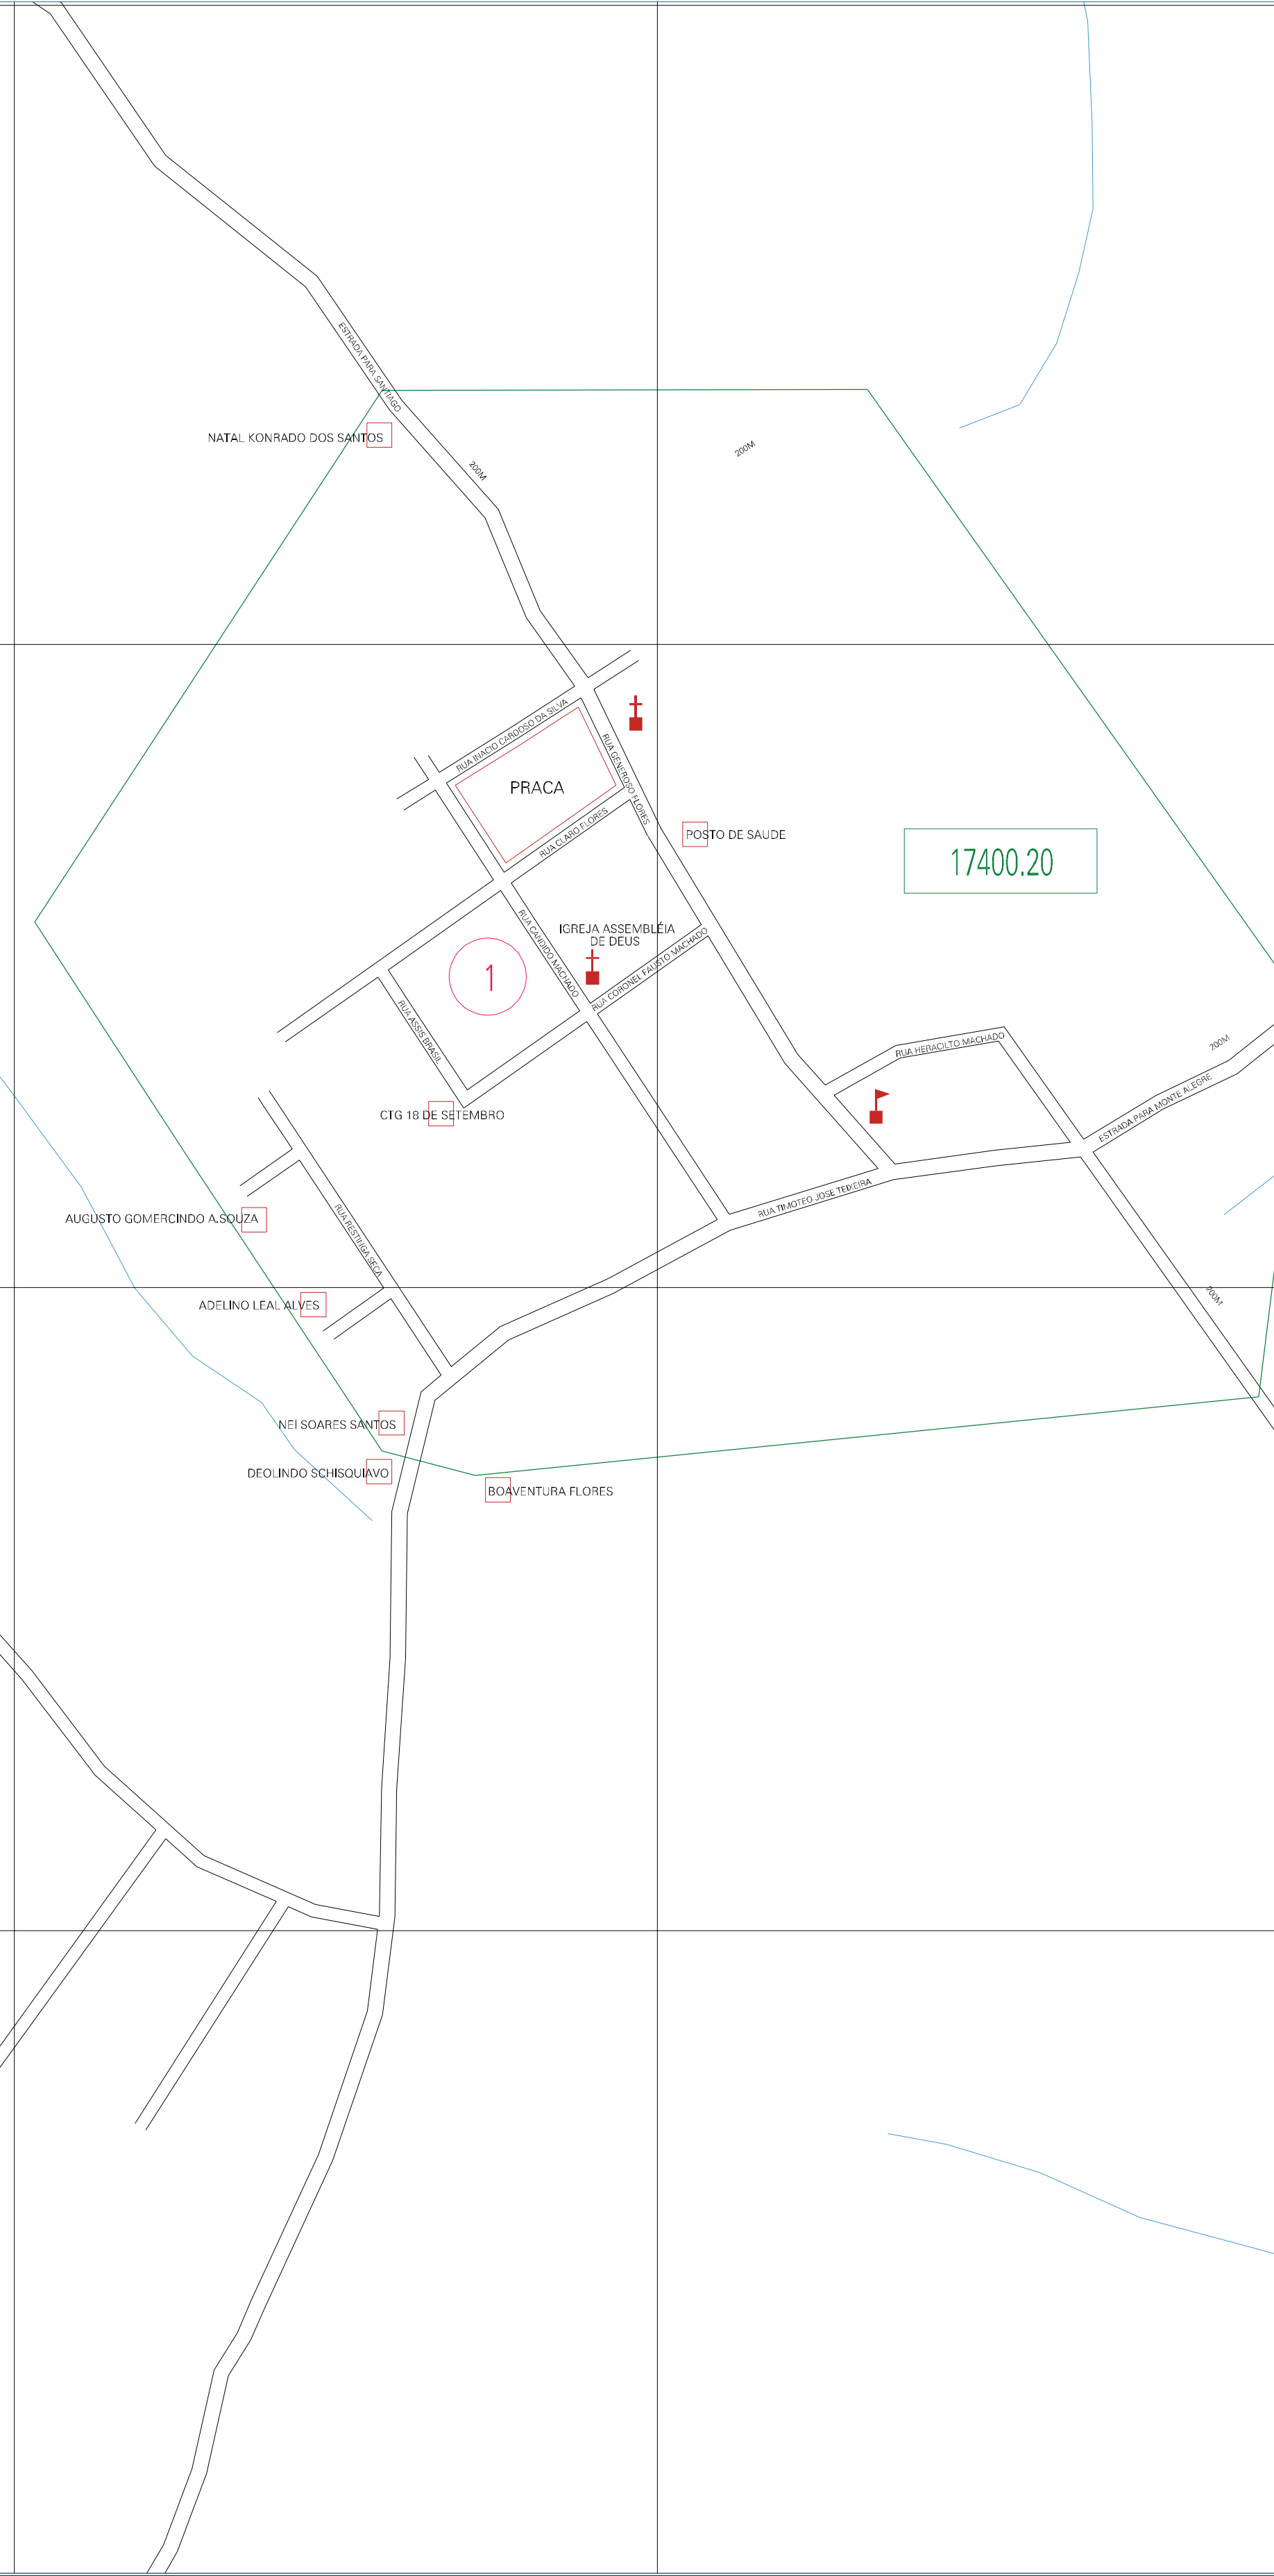 ESTRADA PARA SANTIAGO
NATAL KONRADO DOS SANTOS
200M
200M
RUA INACIO CARDOSO DA SILVA
PRACA
RUA GENEROSO FLORES
RUA CLARO FLORES
POSTO DE SAUDE
17400.20
IGREJA ASSEMBLÉIA
DE DEUS
RUA CANDIDO MACHADO
RUA CORONEL FAUSTO MACHADO
1
RUA ASSIS BRASIL
RUA HERACILTO MACHADO
200M
ESTRADA PARA MONTE ALEGRE
CTG 18 DE SETEMBRO
RUA TIMOTEO JOSE TEIXEIRA
AUGUSTO GOMERCINDO A.SOUZA
RUA RESTINGA SECA
200M
ADELINO LEAL ALVES
NEI SOARES SANTOS
DEOLINDO SCHISQUIAVO
BOAVENTURA FLORES